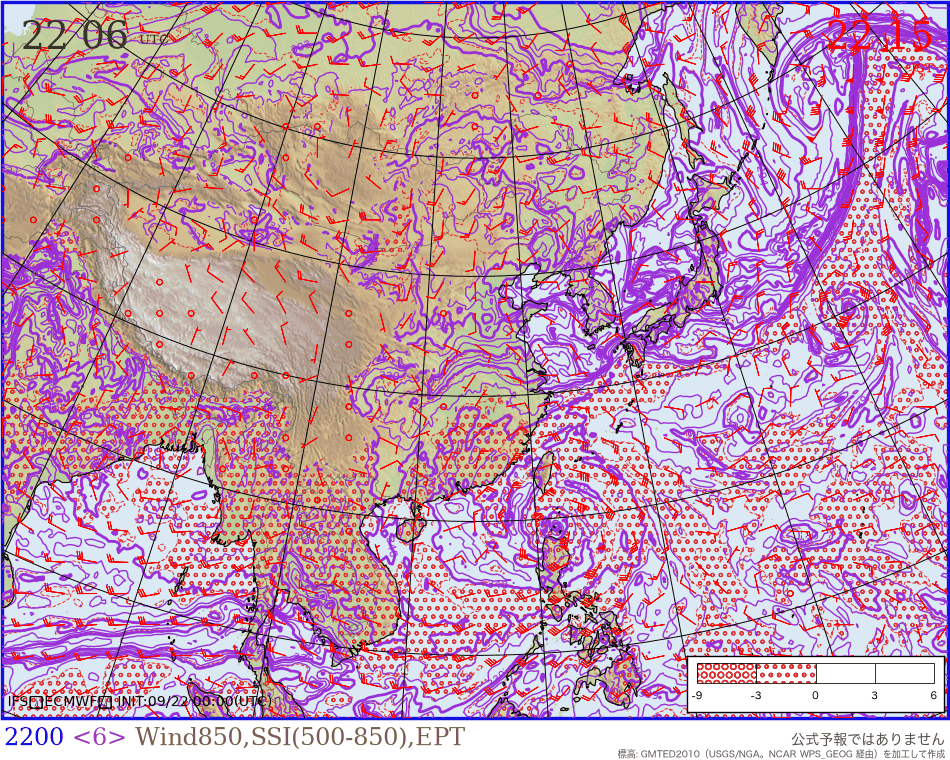 22 06 UTC 22 15
-9 -3 0 3 6
IFS ECMWF INIT:09/22 00:00(UTC)
2200 <6> Wind850,SSI(500-850),EPT
公式予報ではありません
標高: GMTED2010（USGS/NGA。NCAR WPS_GEOG 経由）を加工して作成